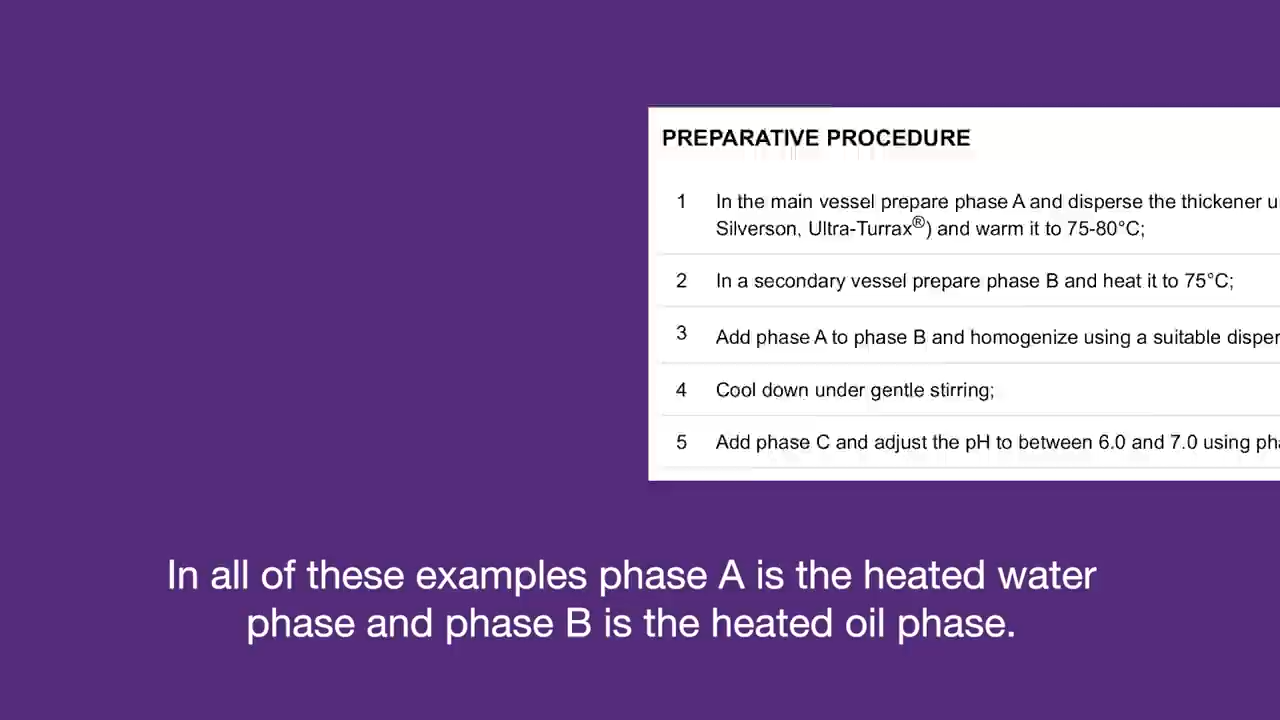 PREPARATIVE PROCEDURE
1 In the main vessel prepare phase A and disperse the thickener
Silverson, Ultra-Turrax®) and warm it to 75-80°C;
2 In a secondary vessel prepare phase B and heat it to 75°C;
3 Add phase A to phase B and homogenize using a suitable
4 Cool down under gentle stirring;
5 Add phase C and adjust the pH to between 6.0 and 7.0 using
In all of these examples phase A is the heated water
phase and phase B is the heated oil phase.